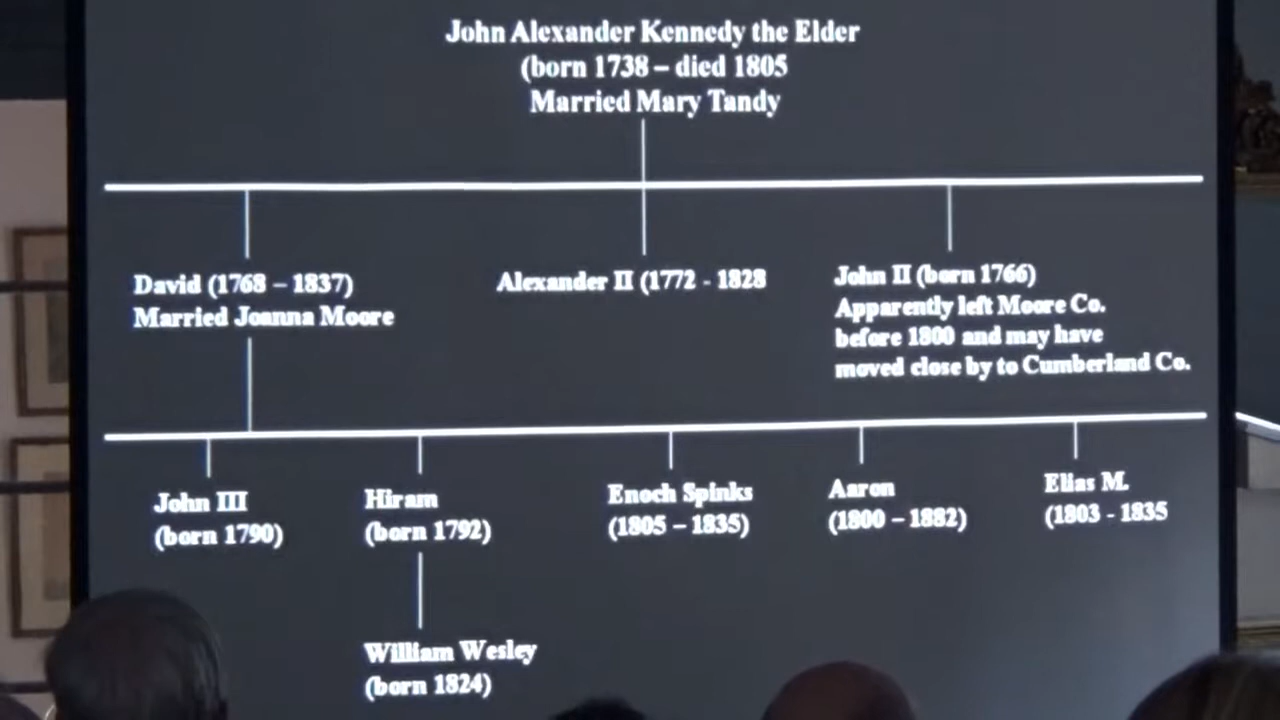 John Alexander Kennedy the Elder
(born 1738 – died 1805
Married Mary Tandy
David (1768 – 1837)
Married Joanna Moore
Alexander II (1772 - 1828
John II (born 1766)
Apparently left Moore Co.
before 1800 and may have
moved close by to Cumberland Co.
John III
(born 1790)
Hiram
(born 1792)
Enoch Spinks
(1805 – 1835)
Aaron
(1800 – 1882)
Elias M.
(1803 - 1835
William Wesley
(born 1824)